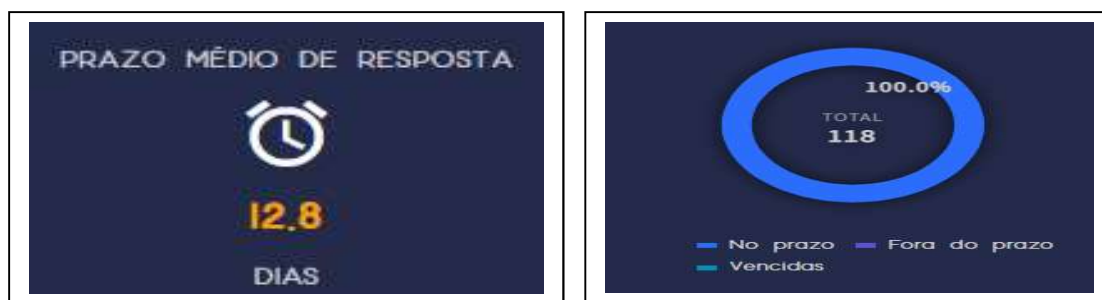 PRAZO MÉDIO DE RESPOSTA
12.8
DIAS
100.0%
TOTAL
118
No prazo Fora do prazo
Vencidas